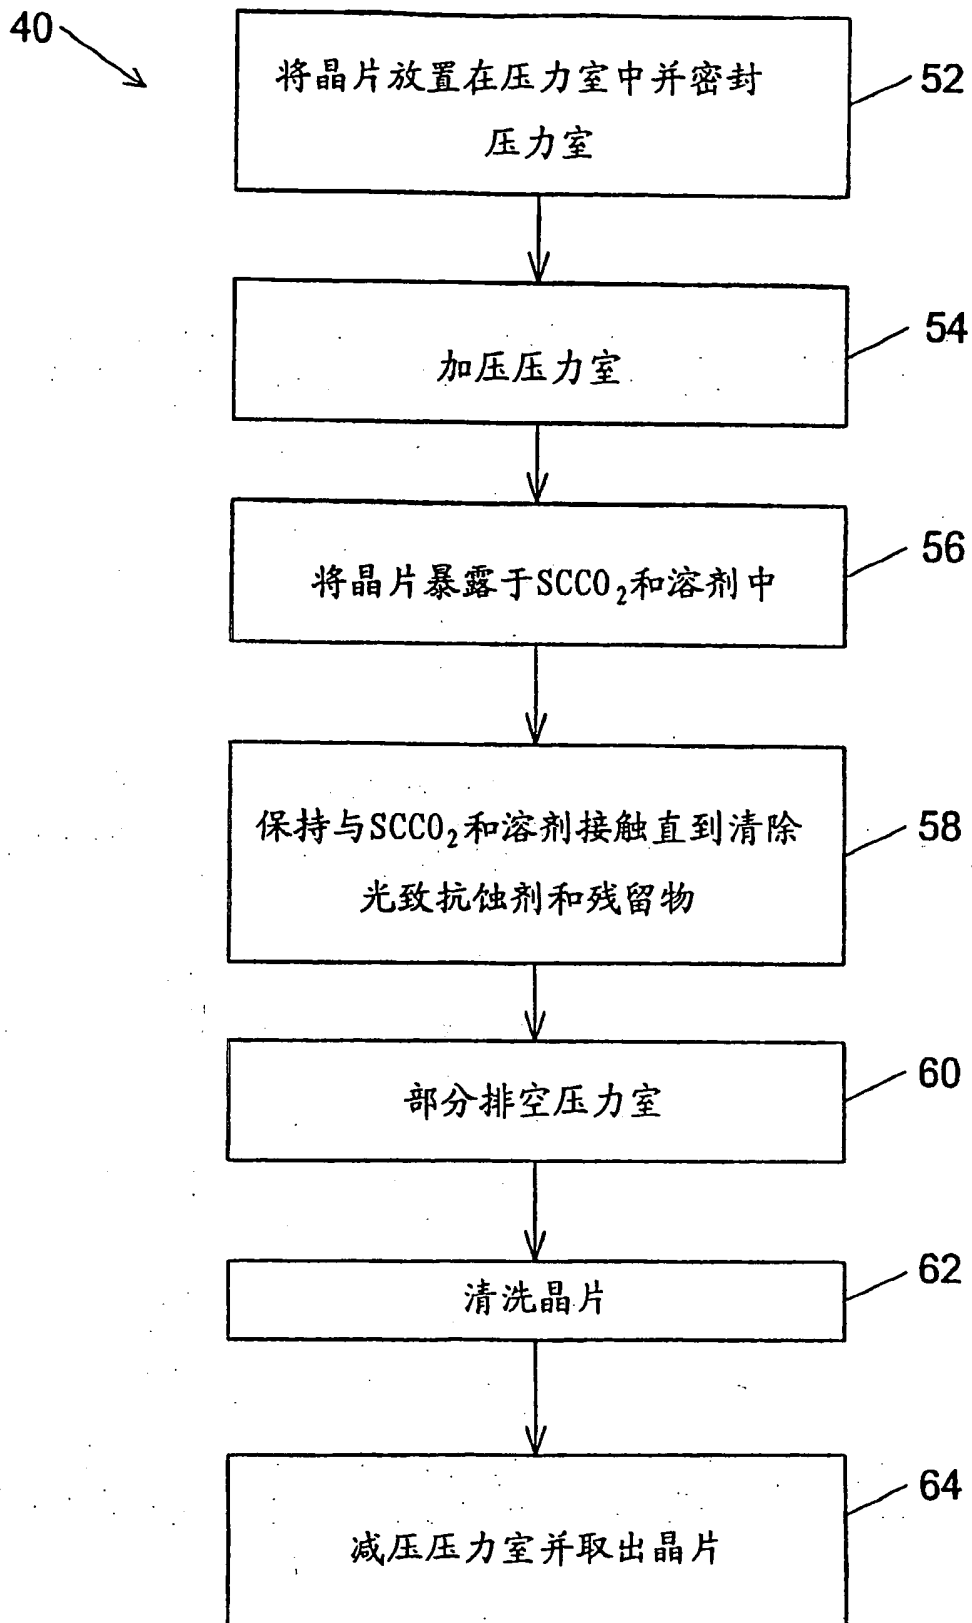 40
将晶片放置在压力室中并密封
压力室
52
加压压力室
54
将晶片暴露于SCCO₂和溶剂中
56
保持与SCCO₂和溶剂接触直到清除
光致抗蚀剂和残留物
58
部分排空压力室
60
清洗晶片
62
减压压力室并取出晶片
64